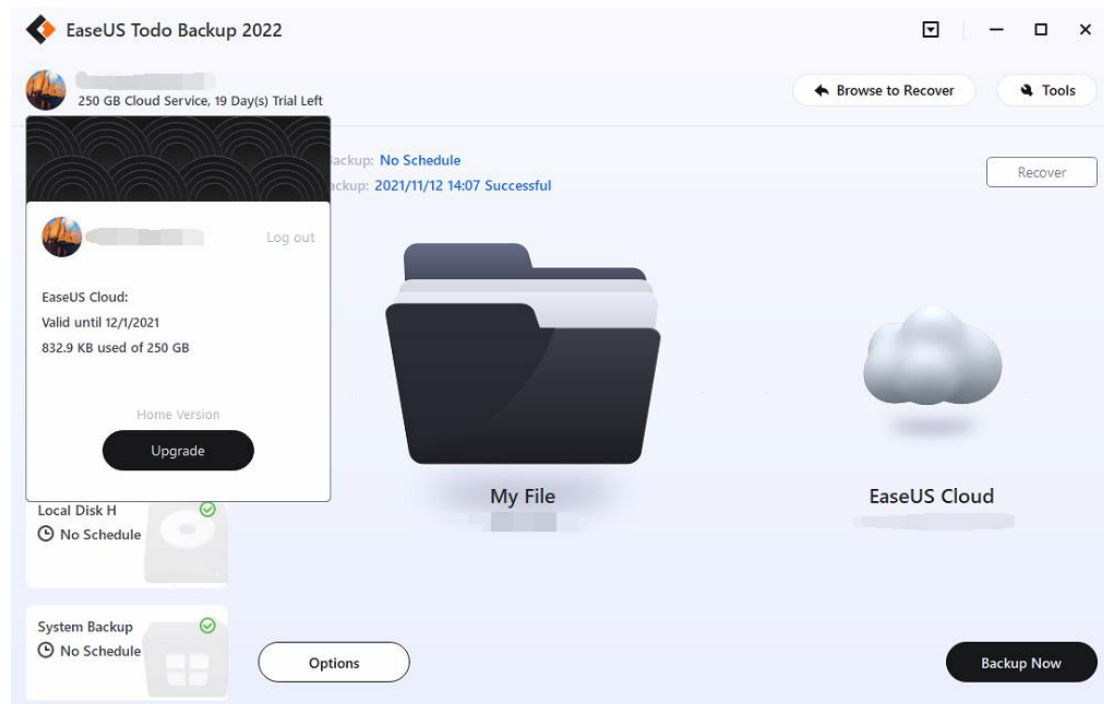 EaseUS Todo Backup 2022
250 GB Cloud Service, 19 Day(s) Trial Left
Browse to Recover
Tools
Backup: No Schedule
ackup: 2021/11/12 14:07 Successful
Recover
Log out
EaseUS Cloud:
Valid until 12/1/2021
832.9 KB used of 250 GB
Home Version
Upgrade
My File
EaseUS Cloud
Local Disk H
No Schedule
System Backup
No Schedule
Options
Backup Now